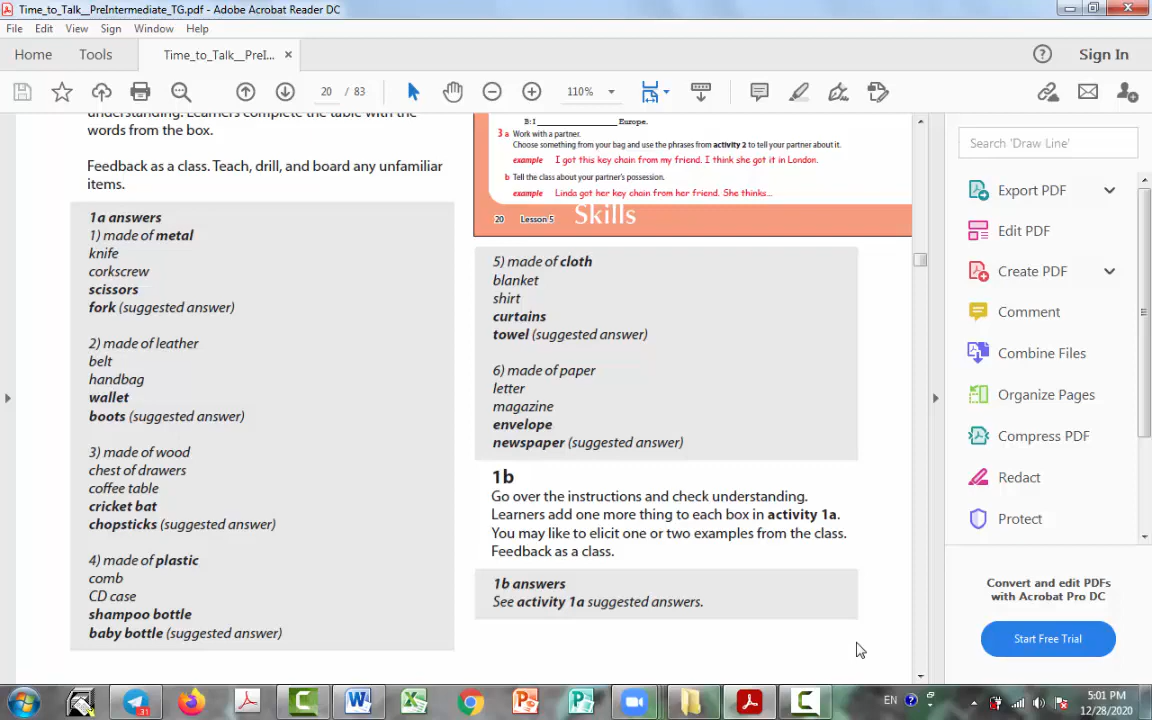 Time_to_Talk__PreIntermediate_TG.pdf - Adobe Acrobat Reader DC
File Edit View Sign Window Help
Home Tools Time_to_Talk__PreI... Sign In
20 / 83 110%
understanding. Learners complete the table with the
words from the box.
Feedback as a class. Teach, drill, and board any unfamiliar
items.
1a answers
1) made of metal
knife
corkscrew
scissors
fork (suggested answer)
2) made of leather
belt
handbag
wallet
boots (suggested answer)
3) made of wood
chest of drawers
coffee table
cricket bat
chopsticks (suggested answer)
4) made of plastic
comb
CD case
shampoo bottle
baby bottle (suggested answer)
B: I ________________ Europe.
3 a Work with a partner.
Choose something from your bag and use the phrases from activity 2 to tell your partner about it.
example I got this key chain from my friend. I think she got it in London.
b Tell the class about your partner's possession.
example Linda got her key chain from her friend. She thinks...
20 Lesson 5 Skills
5) made of cloth
blanket
shirt
curtains
towel (suggested answer)
6) made of paper
letter
magazine
envelope
newspaper (suggested answer)
1b
Go over the instructions and check understanding.
Learners add one more thing to each box in activity 1a.
You may like to elicit one or two examples from the class.
Feedback as a class.
1b answers
See activity 1a suggested answers.
Search 'Draw Line'
Export PDF
Edit PDF
Create PDF
Comment
Combine Files
Organize Pages
Compress PDF
Redact
Protect
Convert and edit PDFs
with Acrobat Pro DC
Start Free Trial
31
EN
5:01 PM
12/28/2020